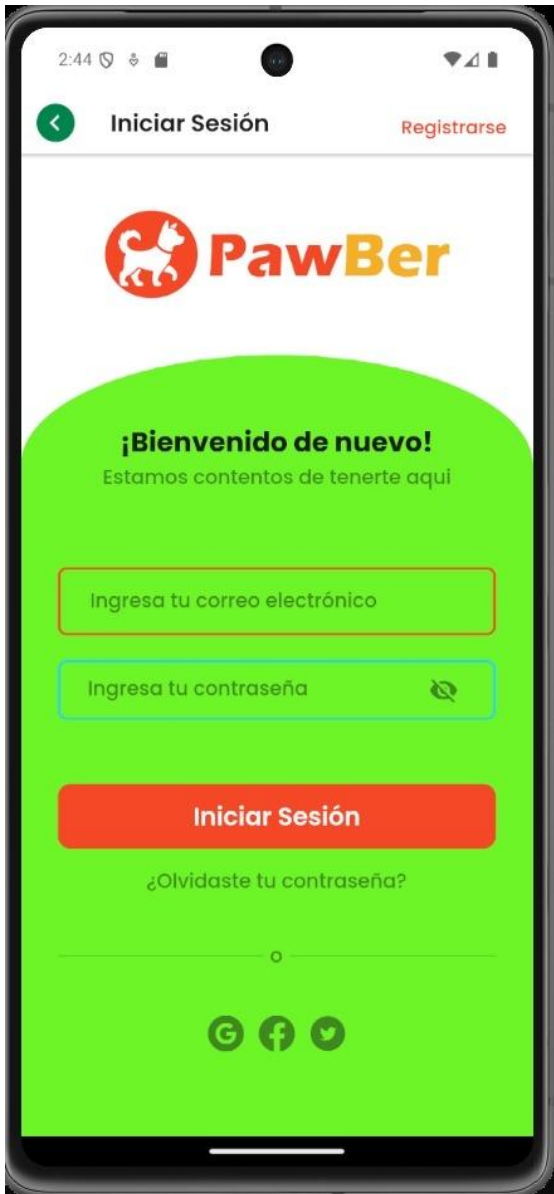 2:44
Iniciar Sesión
Registrarse
PawBer
¡Bienvenido de nuevo!
Estamos contentos de tenerte aqui
Ingresa tu correo electrónico
Ingresa tu contraseña
Iniciar Sesión
¿Olvidaste tu contraseña?
o